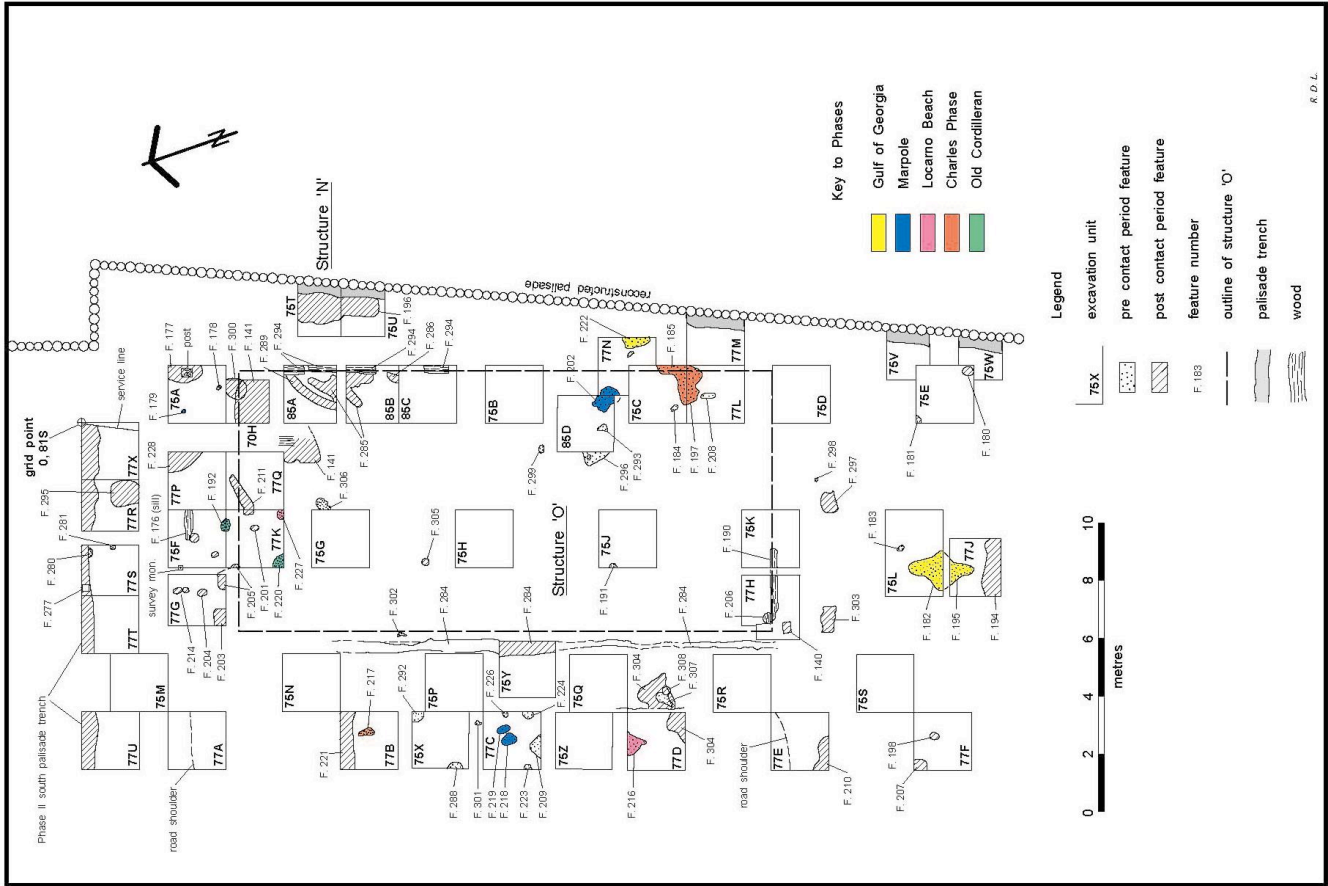 grid point
0, 81S
Phase II south palisade trench
F. 277
F. 280
F. 281
F. 295
F. 228
service line
77U
77T
77S
77R
77X
road shoulder
75M
77A
survey mon.
F. 176 (sill)
F. 192
F. 211
F. 179
F. 177
post
F. 178
F. 300
F. 141
F. 289
F. 294
75A
77P
75F
77G
F. 214
F. 204
F. 203
F. 205
F. 201
F. 220
F. 227
77K
77Q
70H
85A
F. 141
F. 306
F. 285
75T
75U
F. 196
Structure 'N'
reconstructed palisade
75N
75G
85B
85C
F. 294
F. 286
F. 294
F. 221
77B
F. 217
F. 292
F. 302
F. 284
F. 305
75X
75P
75H
75B
F. 288
F. 301
F. 219
F. 218
F. 223
F. 209
77C
F. 226
F. 224
75Y
F. 284
F. 299
Structure 'O'
85D
F. 296
F. 293
F. 202
F. 222
77N
75Z
75Q
75J
F. 191
75C
F. 184
F. 197
F. 208
F. 185
77L
77M
F. 216
77D
F. 304
F. 308
F. 307
F. 304
F. 284
75R
F. 206
77H
F. 190
75K
75D
road shoulder
77E
F. 210
F. 140
F. 303
F. 297
F. 298
75S
75L
F. 183
F. 181
75E
F. 180
75V
75W
F. 207
F. 198
77F
F. 182
F. 195
F. 194
77J
N
Key to Phases
Gulf of Georgia
Marpole
Locarno Beach
Charles Phase
Old Cordilleran
0 2 4 6 8 10
metres
Legend
75X excavation unit
pre contact period feature
post contact period feature
F. 183 feature number
outline of structure 'O'
palisade trench
wood
R. D. L.